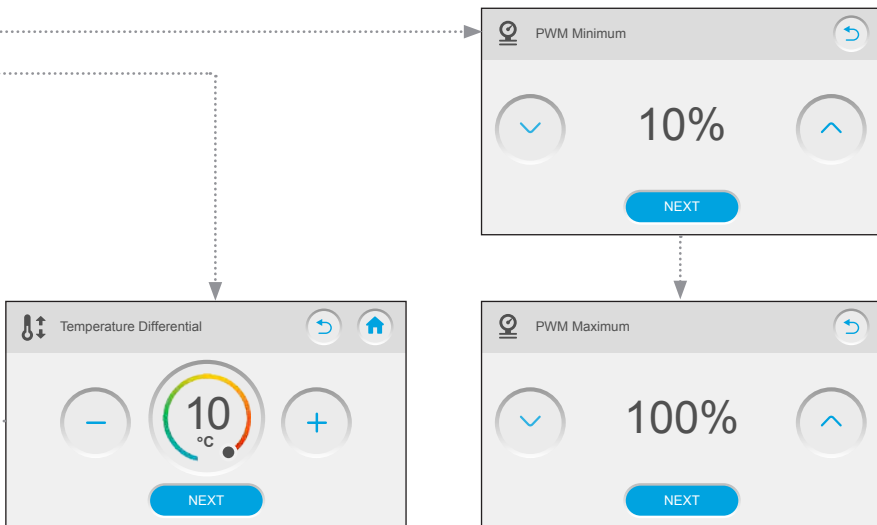 PWM Minimum
10%
NEXT
Temperature Differential
10
°C
NEXT
PWM Maximum
100%
NEXT